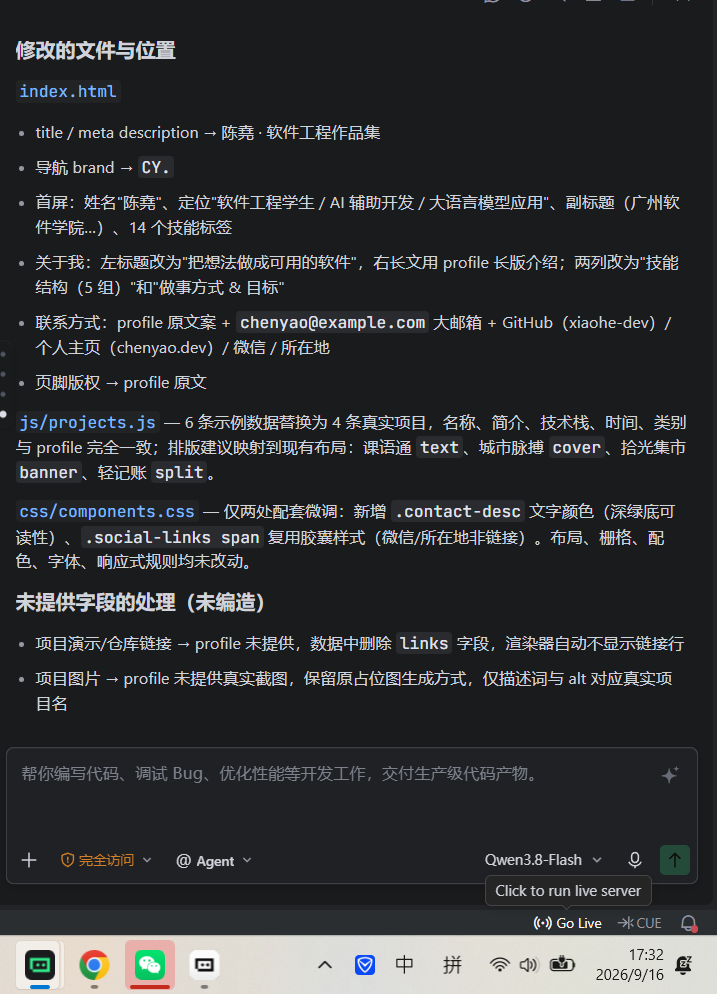 修改的文件与位置
index.html
• title / meta description → 陈堯 · 软件工程作品集
• 导航 brand → CY.
• 首屏：姓名"陈堯"、定位"软件工程学生 / AI 辅助开发 / 大语言模型应用"、副标题（广州软
件学院...）、14 个技能标签
• 关于我：左标题改为"把想法做成可用的软件"，右长文用 profile 长版介绍；两列改为"技能
结构（5 组）"和"做事方式 & 目标"
• 联系方式：profile 原文案 + chenyao@example.com 大邮箱 + GitHub（xiaohe-dev）/
个人主页（chenyao.dev）/ 微信 / 所在地
• 页脚版权 → profile 原文
js/projects.js — 6 条示例数据替换为 4 条真实项目，名称、简介、技术栈、时间、类别
与 profile 完全一致；排版建议映射到现有布局：课语通 text、城市脉搏 cover、拾光集市
banner、轻记账 split。
css/components.css — 仅两处配套微调：新增 .contact-desc 文字颜色（深绿底可
读性）、.social-links span 复用胶囊样式（微信/所在地非链接）。布局、栅格、配
色、字体、响应式规则均未改动。
未提供字段的处理（未编造）
• 项目演示/仓库链接 → profile 未提供，数据中删除 links 字段，渲染器自动不显示链接行
• 项目图片 → profile 未提供真实截图，保留原占位图生成方式，仅描述词与 alt 对应真实项
目名
帮你编写代码、调试 Bug、优化性能等开发工作，交付生产级代码产物。
完全访问
@ Agent
Qwen3.8-Flash
Click to run live server
Go Live
CUE
中
拼
17:32
2026/9/16